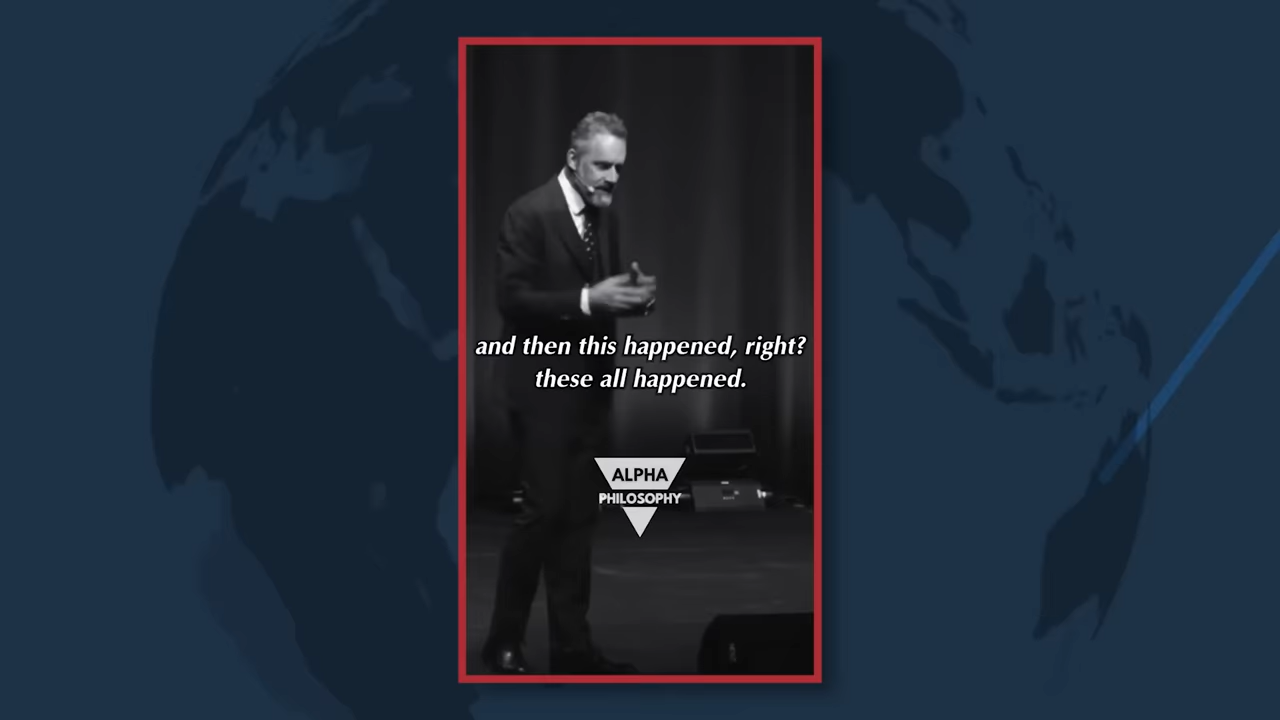 and then this happened, right?
these all happened.
ALPHA
PHILOSOPHY